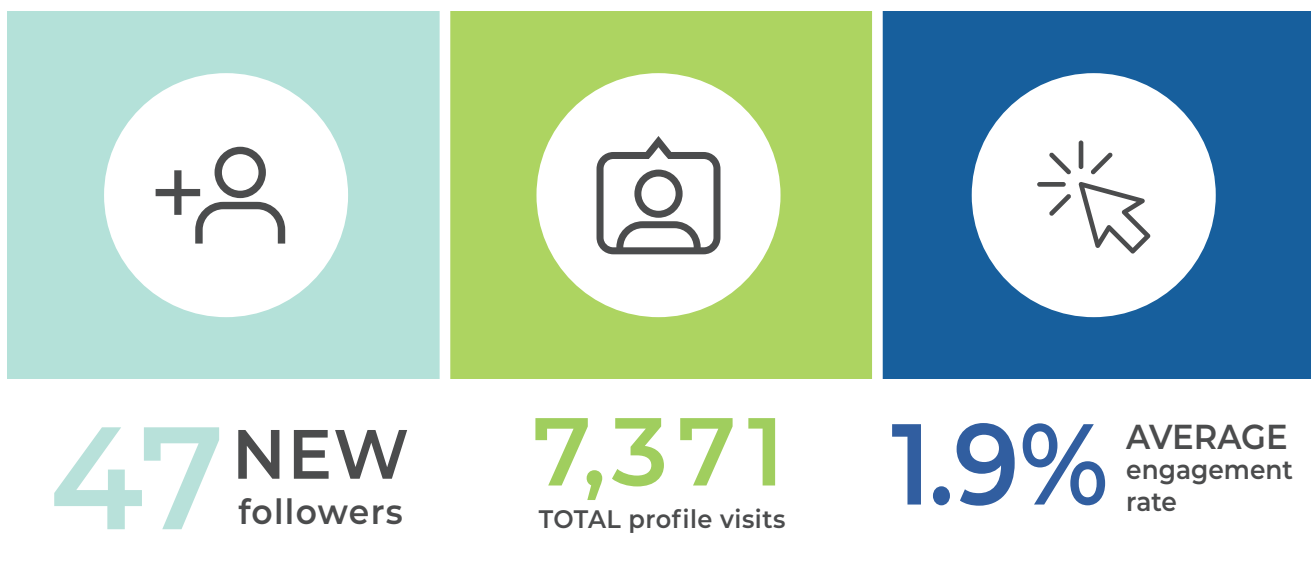 47 NEW
followers
7,371
TOTAL profile visits
1.9% AVERAGE
engagement
rate